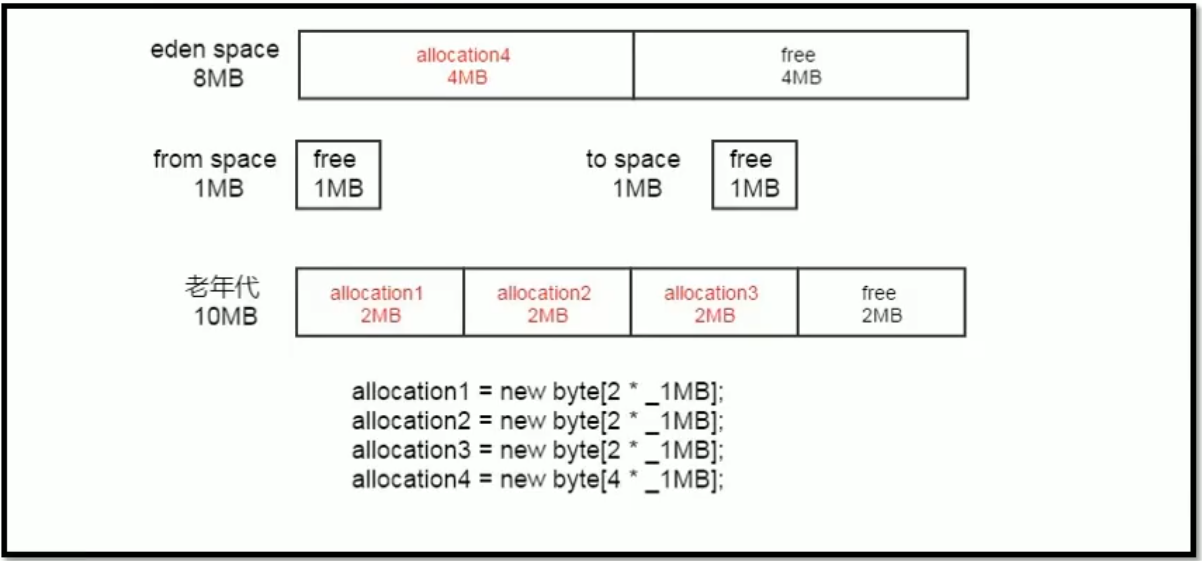 eden space
8MB
allocation4
4MB
free
4MB
from space
1MB
free
1MB
to space
1MB
free
1MB
老年代
10MB
allocation1
2MB
allocation2
2MB
allocation3
2MB
free
2MB
allocation1 = new byte[2 * _1MB];
allocation2 = new byte[2 * _1MB];
allocation3 = new byte[2 * _1MB];
allocation4 = new byte[4 * _1MB];